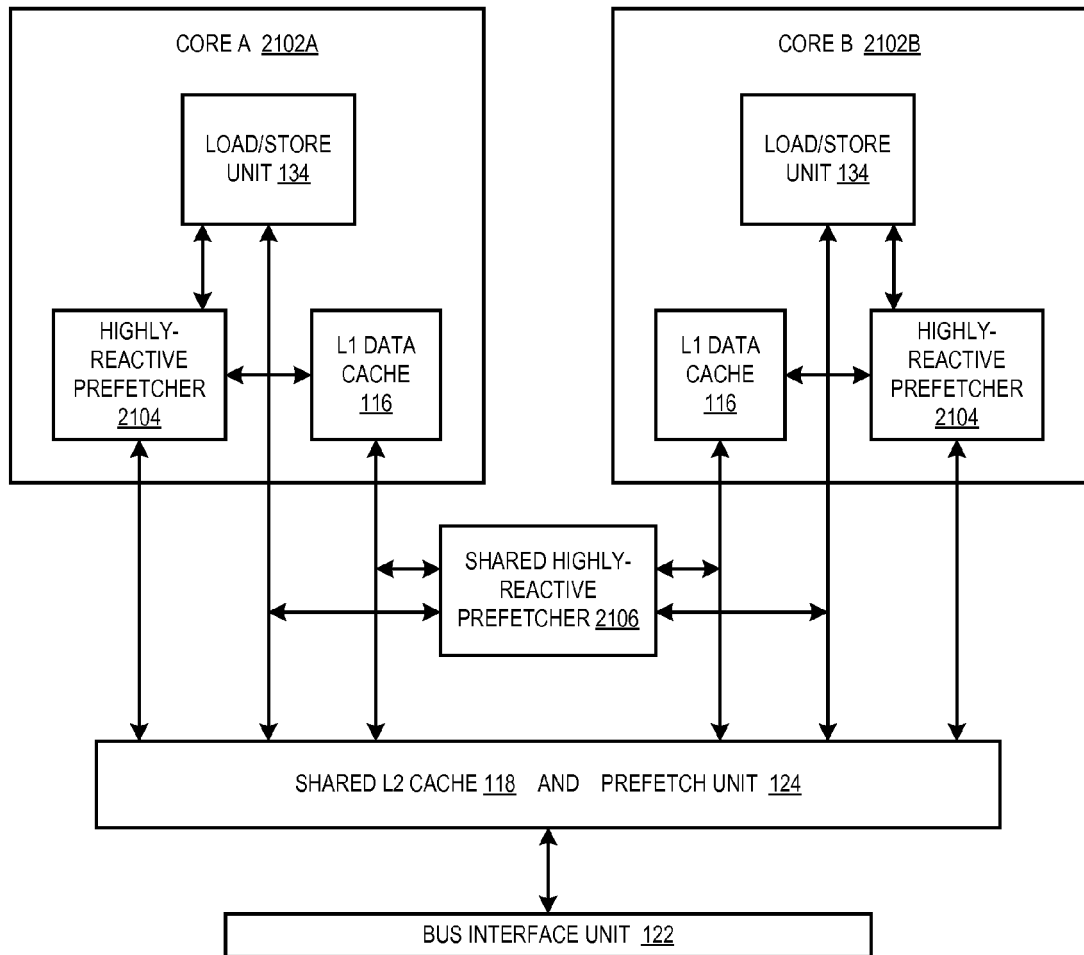 CORE A 2102A
LOAD/STORE
UNIT 134
HIGHLY-
REACTIVE
PREFETCHER
2104
L1 DATA
CACHE
116
CORE B 2102B
LOAD/STORE
UNIT 134
L1 DATA
CACHE
116
HIGHLY-
REACTIVE
PREFETCHER
2104
SHARED HIGHLY-
REACTIVE
PREFETCHER 2106
SHARED L2 CACHE 118 AND PREFETCH UNIT 124
BUS INTERFACE UNIT 122